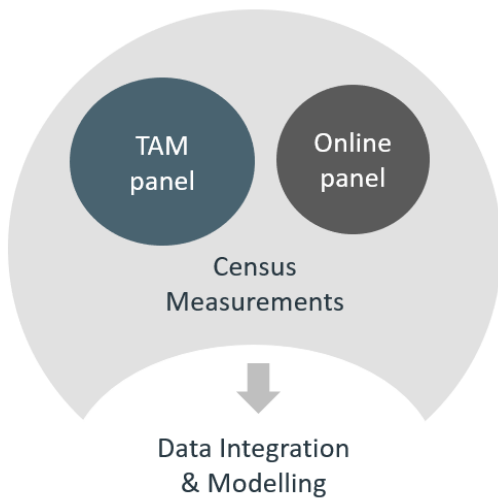 TAM
panel
Online
panel
Census
Measurements
Data Integration
& Modelling